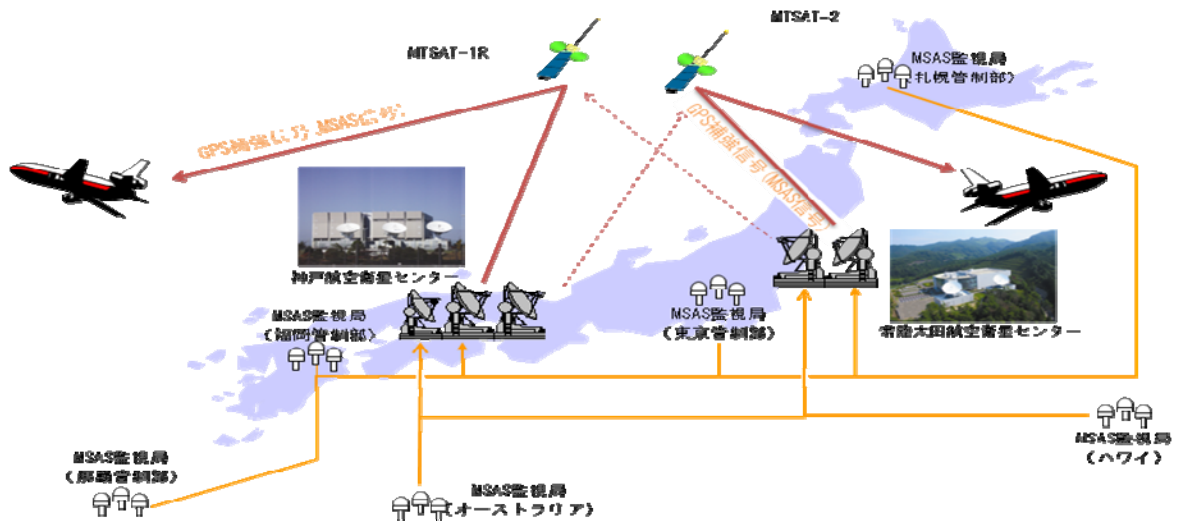 MTSAT-2
MTSAT-1R
MSAS監視局
(札幌管制部)
GPS補強信号(MSAS信号)
GPS補強信号(MSAS信号)
神戸航空衛星センター
MSAS監視局
(福岡管制部)
MSAS監視局
(東京管制部)
常陸太田航空衛星センター
MSAS監視局
(ハワイ)
MSAS監視局
(那覇管制部)
MSAS監視局
(オーストラリア)